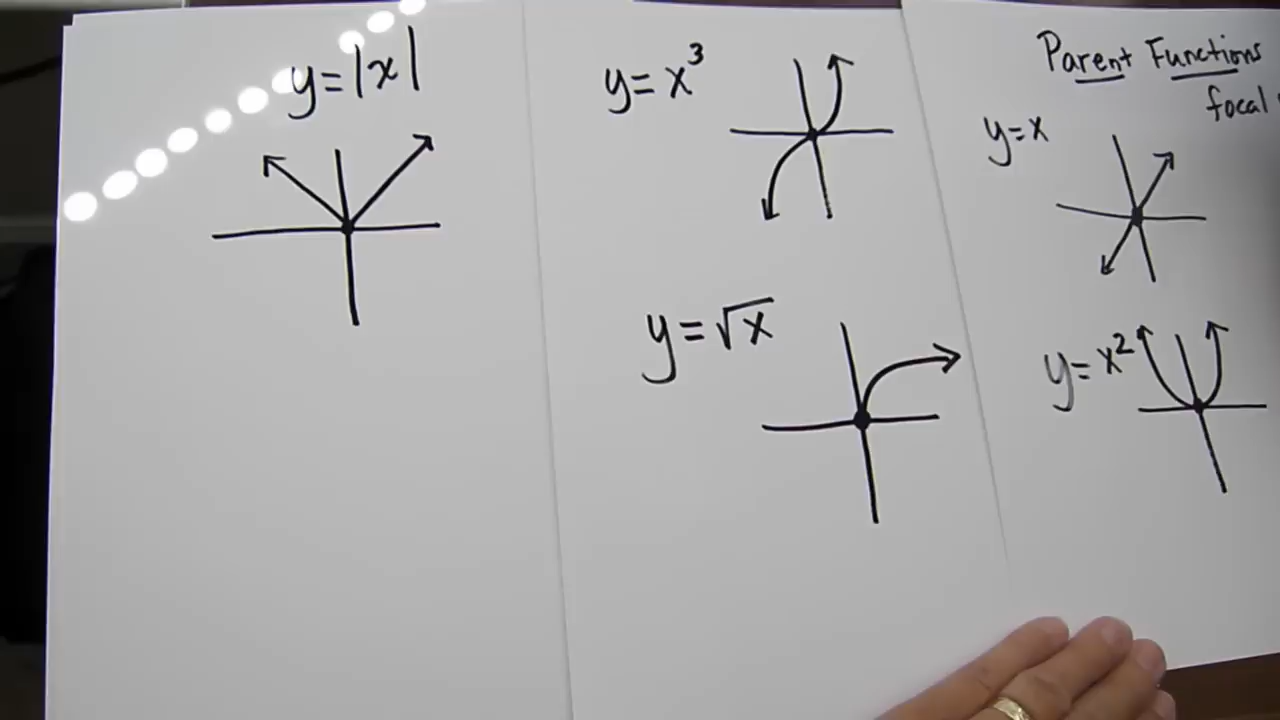 y=|x|
y=x³
y=√x
Parent Functions
focal
y=x
y=x²